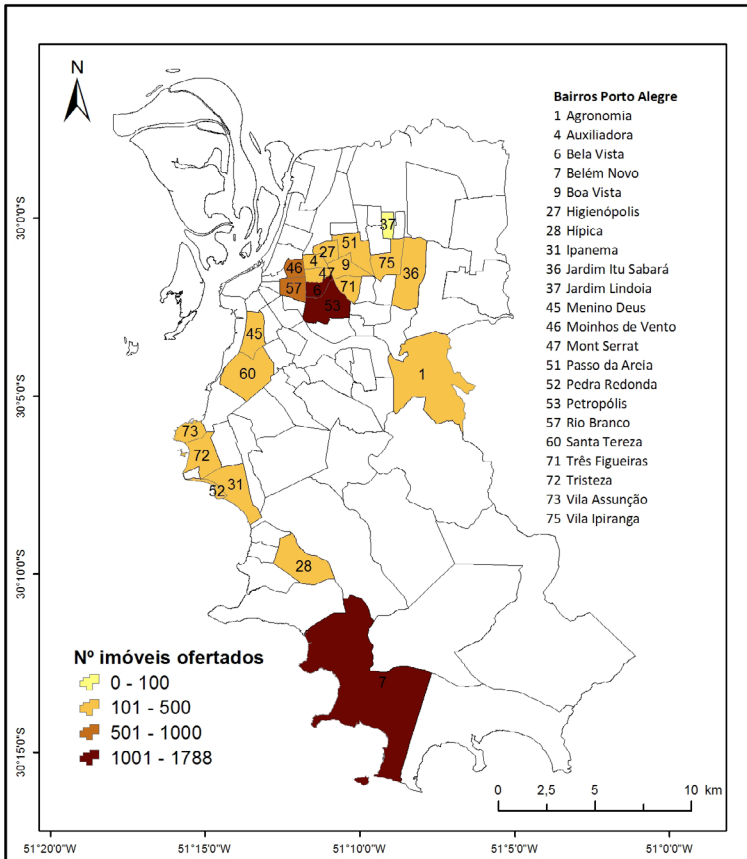 N
Bairros Porto Alegre
1 Agronomia
4 Auxiliadora
6 Bela Vista
7 Belém Novo
9 Boa Vista
27 Higienópolis
28 Hípica
31 Ipanema
36 Jardim Itu Sabará
37 Jardim Lindoia
45 Menino Deus
46 Moinhos de Vento
47 Mont Serrat
51 Passo da Areia
52 Pedra Redonda
53 Petropólis
57 Rio Branco
60 Santa Tereza
71 Três Figueiras
72 Tristeza
73 Vila Assunção
75 Vila Ipiranga
30°0'0"S
30°5'0"S
30°10'0"S
30°15'0"S
37
51
27
4
9
75
36
46
47
57
6
71
53
45
60
1
73
72
31
52
28
7
Nº imóveis ofertados
0 - 100
101 - 500
501 - 1000
1001 - 1788
0 2,5 5 10 km
51°20'0"W 51°15'0"W 51°10'0"W 51°5'0"W 51°0'0"W